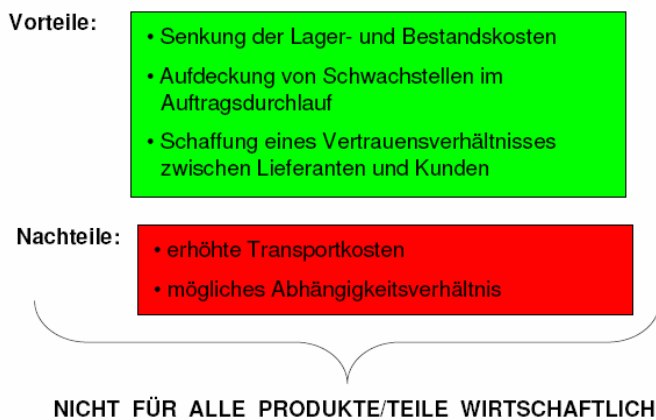 Vorteile:
• Senkung der Lager- und Bestandskosten
• Aufdeckung von Schwachstellen im
Auftragsdurchlauf
• Schaffung eines Vertrauensverhältnisses
zwischen Lieferanten und Kunden
Nachteile:
• erhöhte Transportkosten
• mögliches Abhängigkeitsverhältnis
NICHT FÜR ALLE PRODUKTE/TEILE WIRTSCHAFTLICH